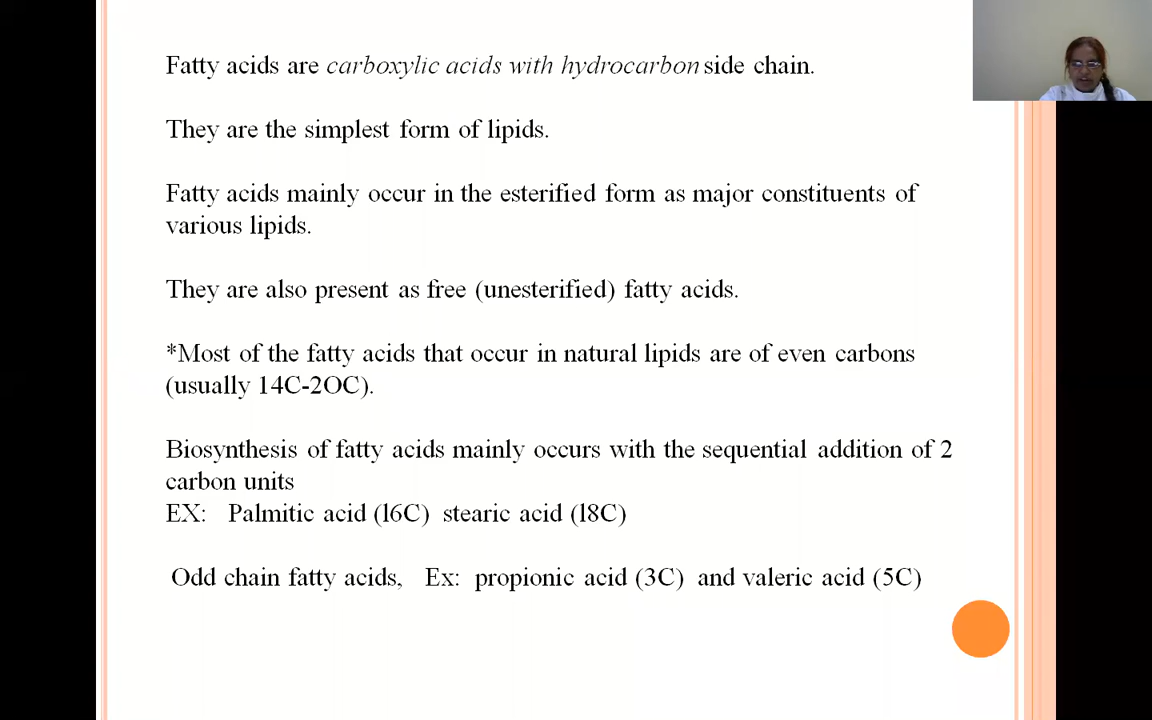 Fatty acids are carboxylic acids with hydrocarbon side chain.
They are the simplest form of lipids.
Fatty acids mainly occur in the esterified form as major constituents of
various lipids.
They are also present as free (unesterified) fatty acids.
*Most of the fatty acids that occur in natural lipids are of even carbons
(usually 14C-2OC).
Biosynthesis of fatty acids mainly occurs with the sequential addition of 2
carbon units
EX: Palmitic acid (l6C) stearic acid (l8C)
Odd chain fatty acids, Ex: propionic acid (3C) and valeric acid (5C)